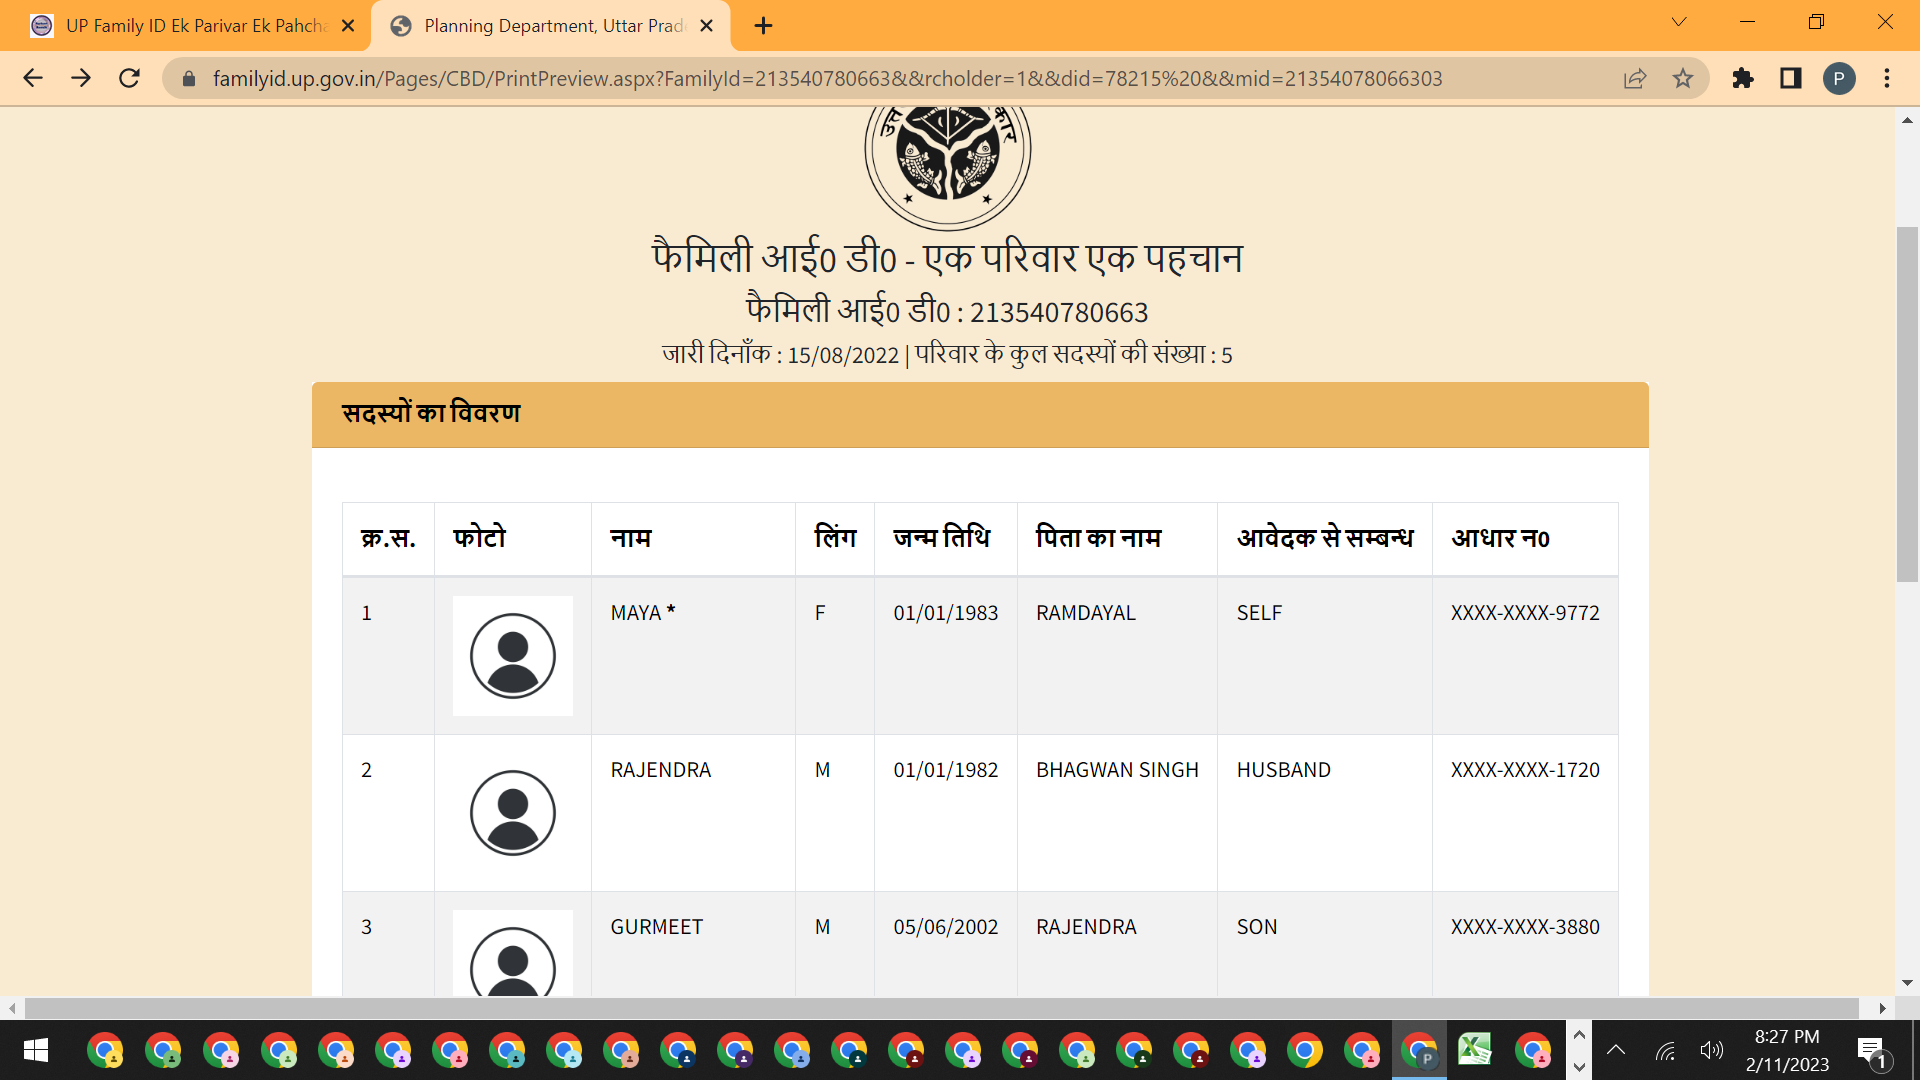 UP Family ID Ek Parivar Ek Pahcha
Planning Department, Uttar Prad
familyid.up.gov.in/Pages/CBD/PrintPreview.aspx?FamilyId=213540780663&&rcholder=1&&did=78215%20&&mid=21354078066303
P
फैमिली आई0 डी0 - एक परिवार एक पहचान
फैमिली आई0 डी0 : 213540780663
जारी दिनाँक : 15/08/2022 | परिवार के कुल सदस्यों की संख्या : 5
सदस्यों का विवरण
क्र.स. फोटो नाम लिंग जन्म तिथि पिता का नाम आवेदक से सम्बन्ध आधार न0
1 MAYA * F 01/01/1983 RAMDAYAL SELF XXXX-XXXX-9772
2 RAJENDRA M 01/01/1982 BHAGWAN SINGH HUSBAND XXXX-XXXX-1720
3 GURMEET M 05/06/2002 RAJENDRA SON XXXX-XXXX-3880
P
8:27 PM
2/11/2023
1